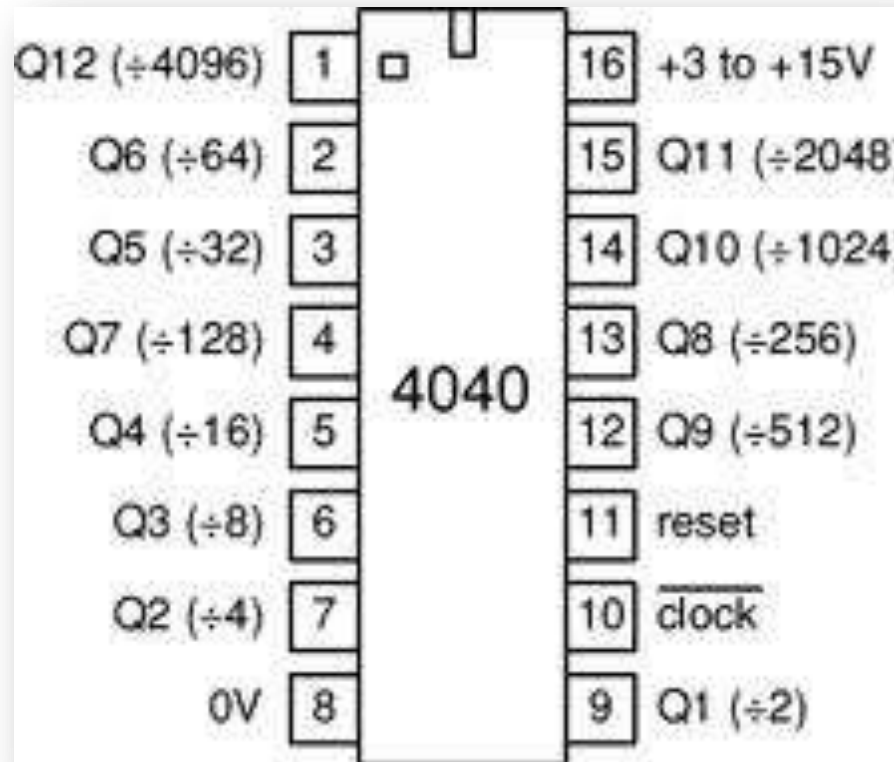 Q12 (÷4096) 1 16 +3 to +15V
Q6 (÷64) 2 15 Q11 (÷2048)
Q5 (÷32) 3 14 Q10 (÷1024
Q7 (÷128) 4 13 Q8 (÷256)
4040
Q4 (÷16) 5 12 Q9 (÷512)
Q3 (÷8) 6 11 reset
Q2 (÷4) 7 10 clock
0V 8 9 Q1 (÷2)